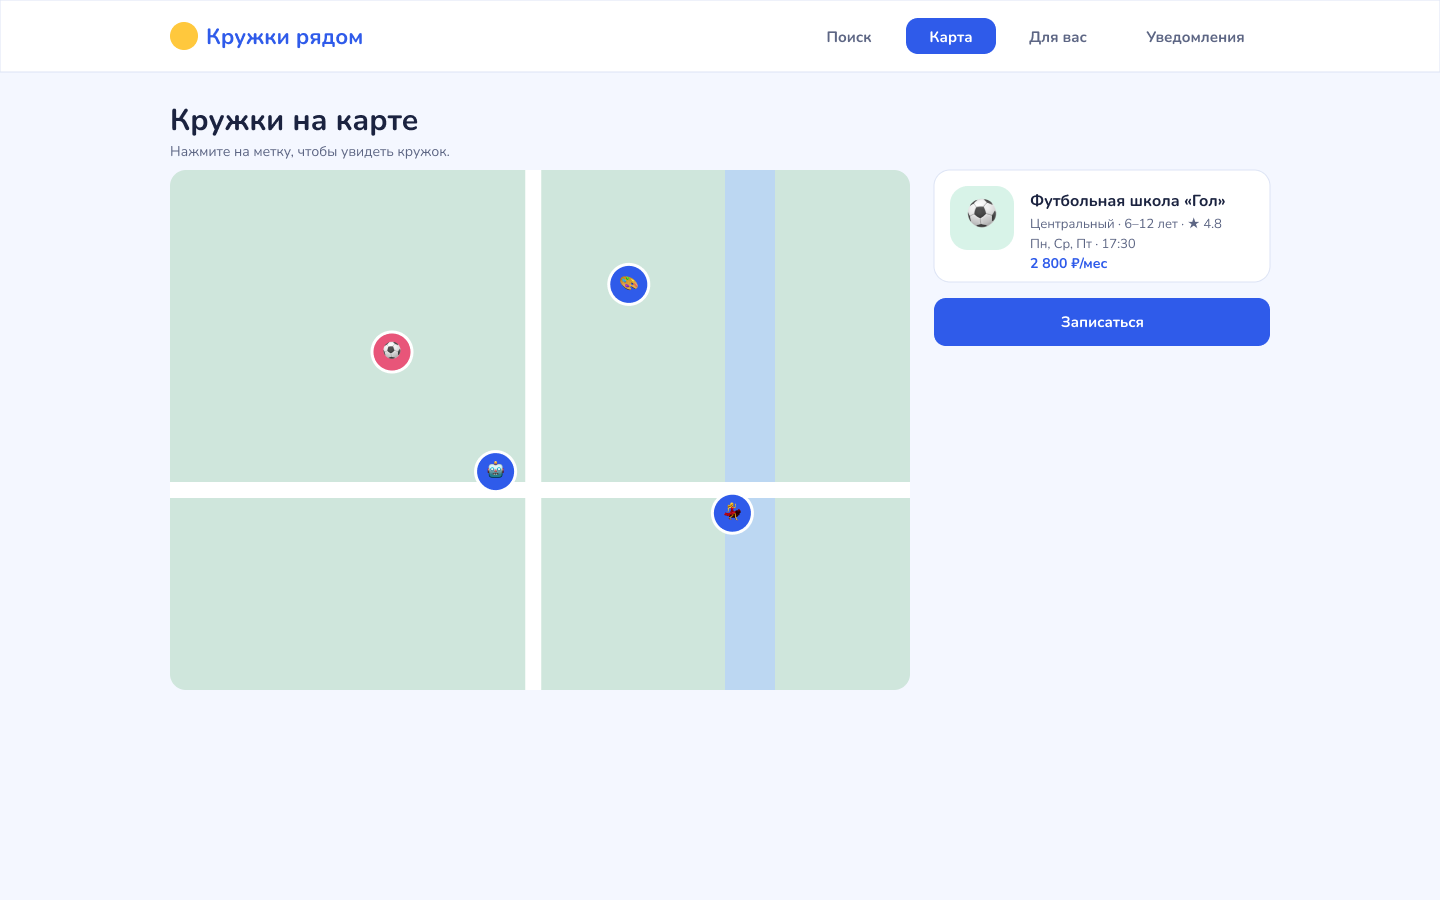 Кружки рядом
Поиск
Карта
Для вас
Уведомления
Кружки на карте
Нажмите на метку, чтобы увидеть кружок.
Футбольная школа «Гол»
Центральный · 6–12 лет · ★ 4.8
Пн, Ср, Пт · 17:30
2 800 ₽/мес
Записаться